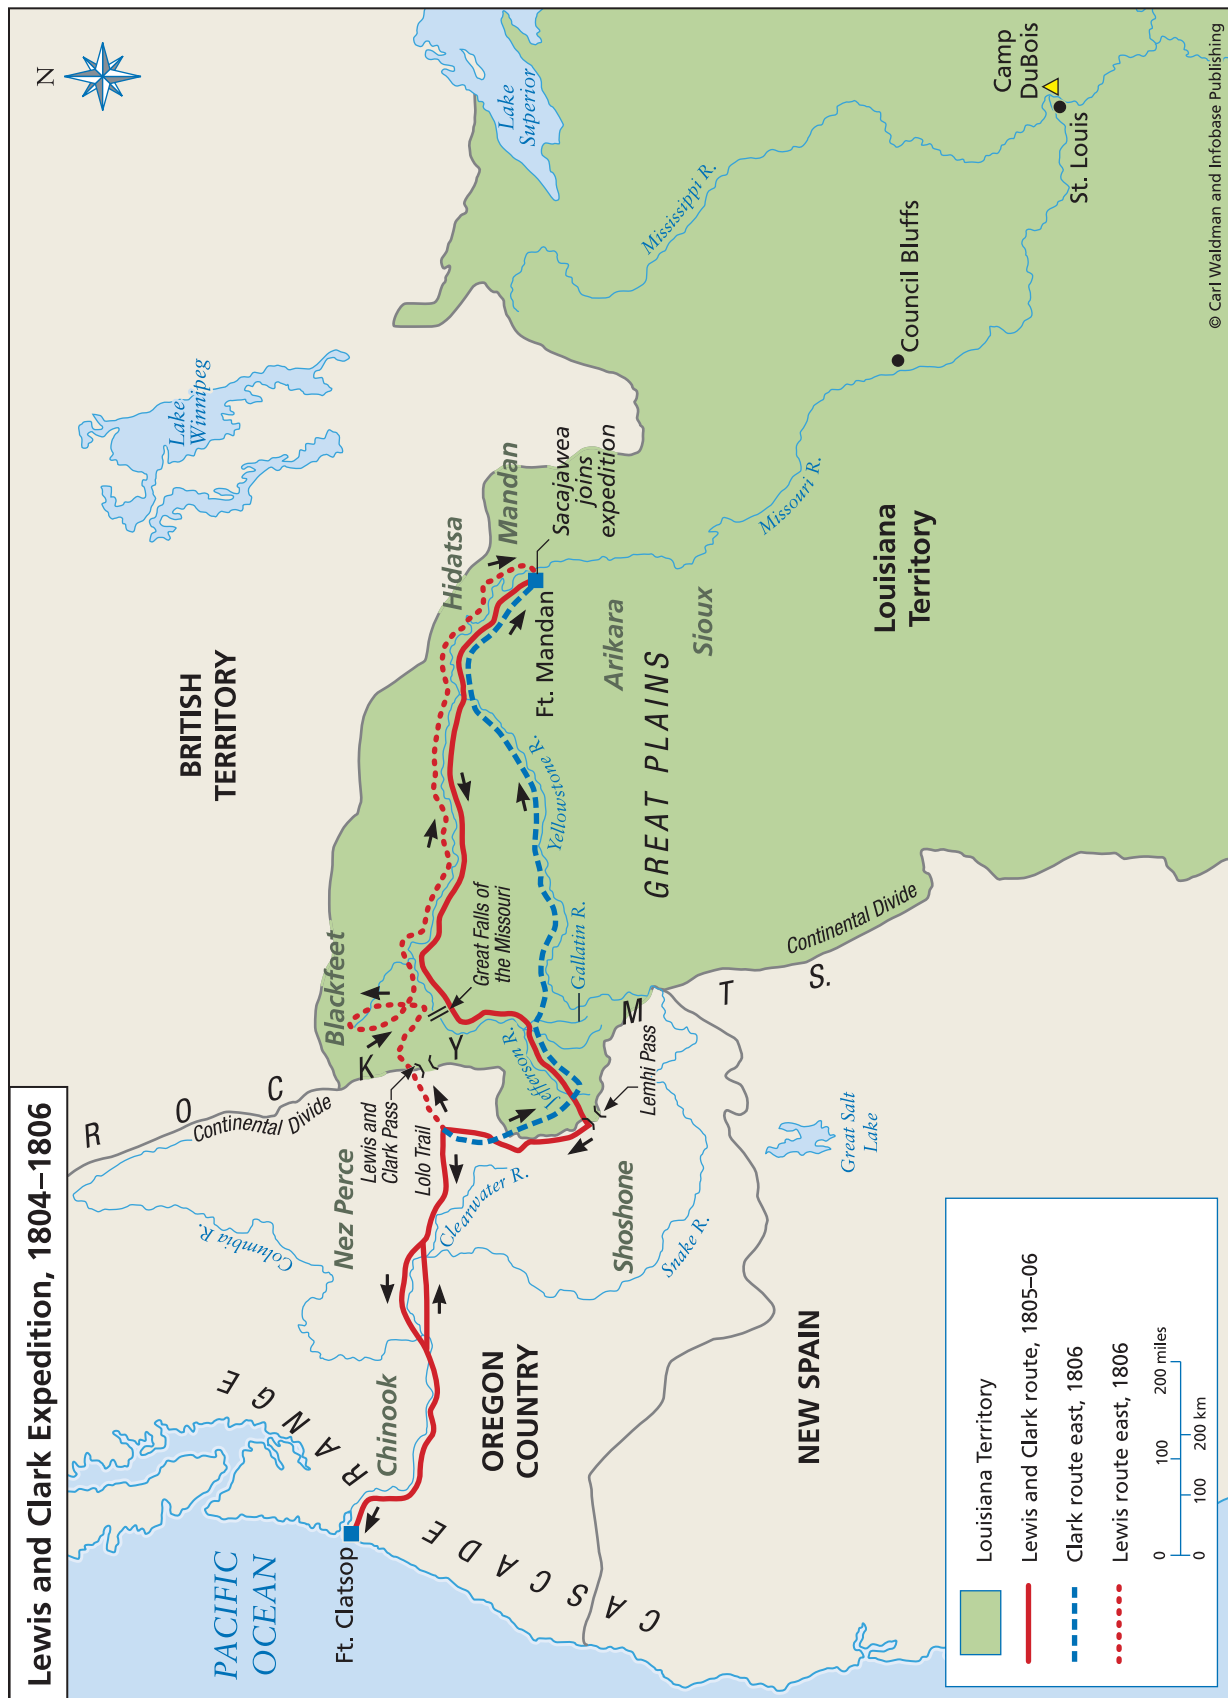 Lewis and Clark Expedition, 1804–1806
N
PACIFIC
OCEAN
Ft. Clatsop
CASCADE RANGE
Chinook
OREGON
COUNTRY
Columbia R.
Nez Perce
Lewis and
Clark Pass
Lolo Trail
Clearwater R.
Snake R.
Shoshone
ROCKY MTS.
Continental Divide
Blackfeet
BRITISH
TERRITORY
Great Falls of
the Missouri
Jefferson R.
Gallatin R.
Lemhi Pass
Yellowstone R.
Hidatsa
Mandan
Ft. Mandan
Sacajawea
joins
expedition
Arikara
Sioux
GREAT PLAINS
Continental Divide
Lake
Winnipeg
Lake
Superior
Mississippi R.
Missouri R.
Council Bluffs
Camp
DuBois
St. Louis
Louisiana
Territory
Great Salt
Lake
NEW SPAIN
Louisiana Territory
Lewis and Clark route, 1805–06
Clark route east, 1806
Lewis route east, 1806
0 100 200 miles
0 100 200 km
© Carl Waldman and Infobase Publishing